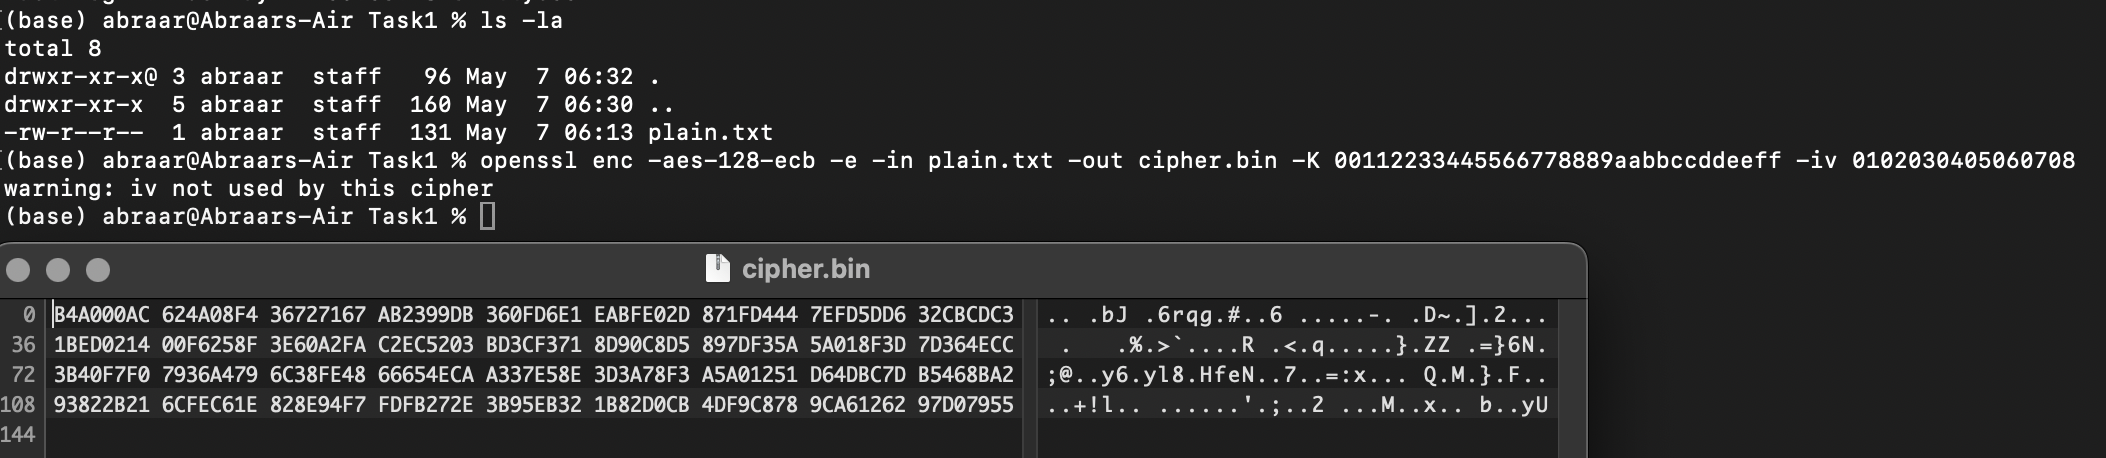 (base) abraar@Abraars-Air Task1 % ls -la
total 8
drwxr-xr-x@ 3 abraar  staff   96 May  7 06:32 .
drwxr-xr-x  5 abraar  staff  160 May  7 06:30 ..
-rw-r--r--  1 abraar  staff  131 May  7 06:13 plain.txt
(base) abraar@Abraars-Air Task1 % openssl enc -aes-128-ecb -e -in plain.txt -out cipher.bin -K 00112233445566778889aabbccddeeff -iv 0102030405060708
warning: iv not used by this cipher
(base) abraar@Abraars-Air Task1 %
cipher.bin
0 B4A000AC 624A08F4 36727167 AB2399DB 360FD6E1 EABFE02D 871FD444 7EFD5DD6 32CBCDC3 .. .bJ .6rqg.#..6 .....-. .D~.].2...
36 1BED0214 00F6258F 3E60A2FA C2EC5203 BD3CF371 8D90C8D5 897DF35A 5A018F3D 7D364ECC .   .%.>`....R .<.q.....}.ZZ .=}6N.
72 3B40F7F0 7936A479 6C38FE48 66654ECA A337E58E 3D3A78F3 A5A01251 D64DBC7D B5468BA2 ;@..y6.yl8.HfeN..7..=:x... Q.M.}.F..
108 93822B21 6CFEC61E 828E94F7 FDFB272E 3B95EB32 1B82D0CB 4DF9C878 9CA61262 97D07955 ..+!l.. ......'.;..2 ...M..x.. b..yU
144